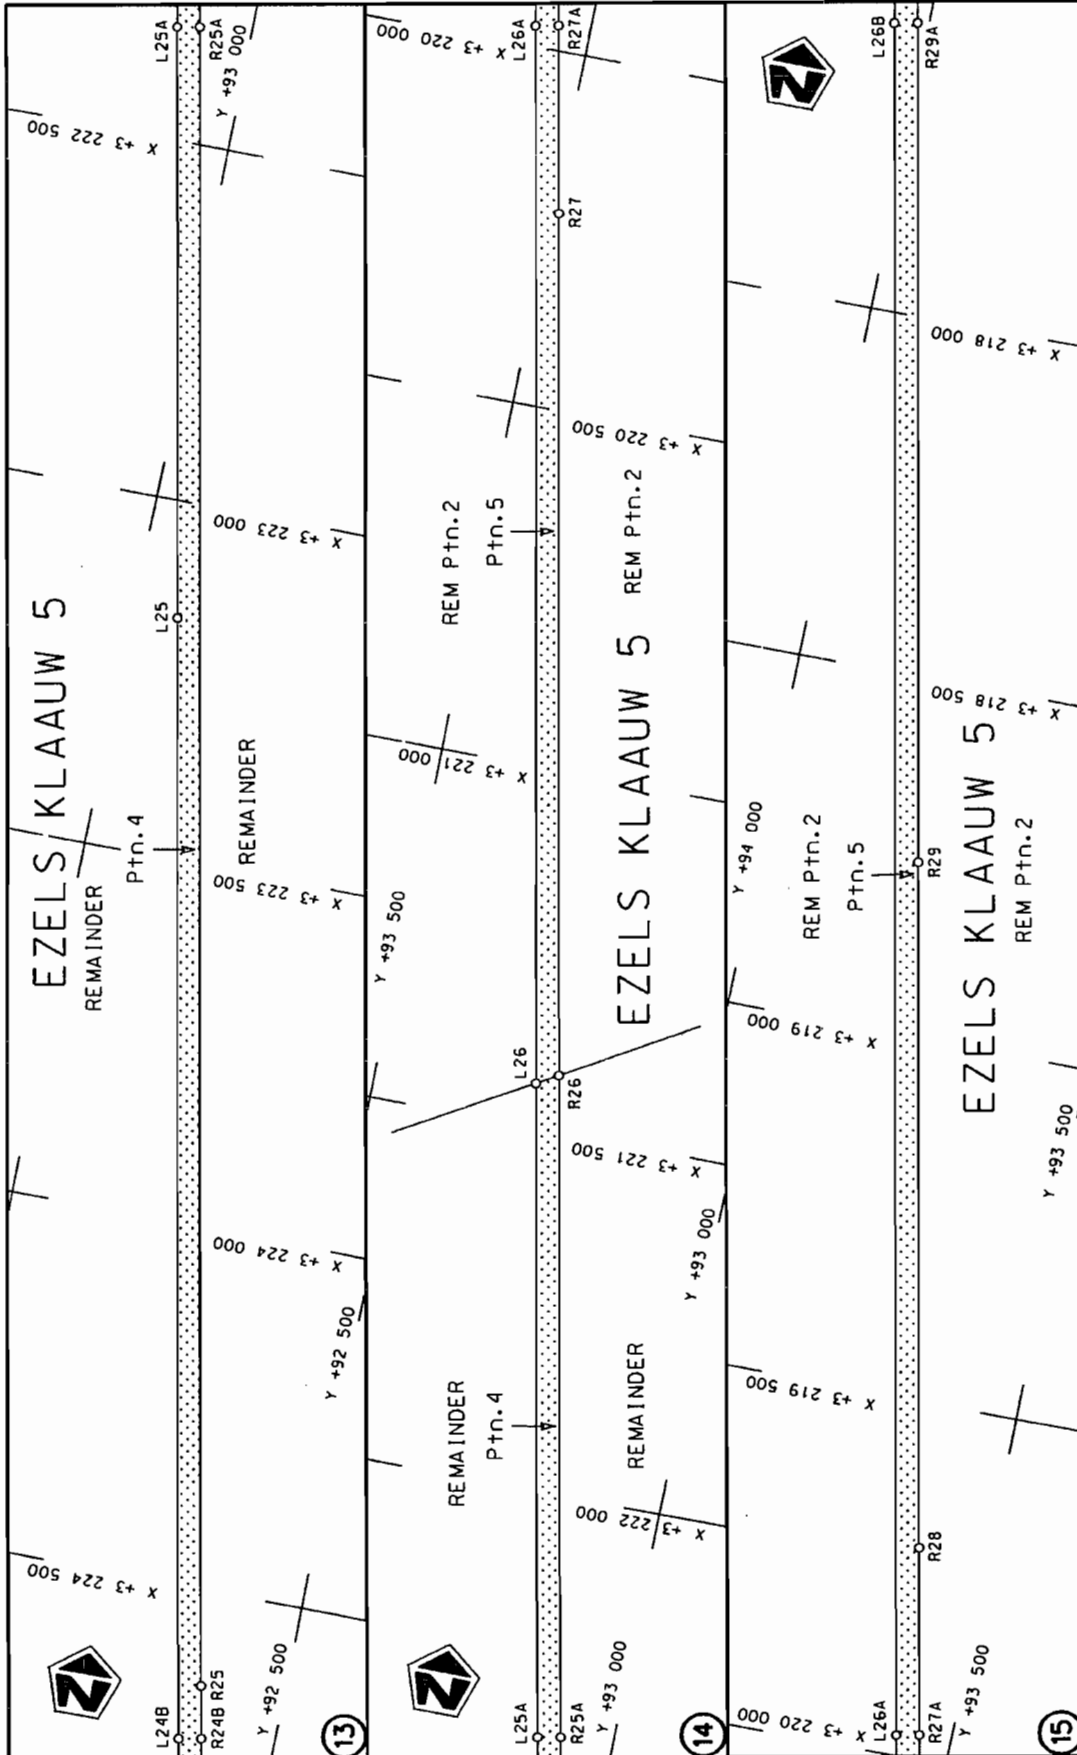 L24B
R24B
R25
X +3 224 500
Y +92 500
Y +92 500
X +3 224 000
EZELS KLAAUW 5
REMAINDER
Ptn.4
REMAINDER
X +3 223 500
L25
X +3 223 000
X +3 222 500
Y +93 000
L25A
R25A
13
N
L25A
R25A
Y +93 000
X +3 222 000
REMAINDER
Ptn.4
REMAINDER
Y +93 000
X +3 221 500
L26
R26
Y +93 500
X +3 221 000
EZELS KLAAUW 5
REM Ptn.2
Ptn.5
REM Ptn.2
X +3 220 500
R27
X +3 220 000
L26A
R27A
14
N
L26A
R27A
X +3 220 000
Y +93 500
R28
X +3 219 500
X +3 219 000
Y +94 000
REM Ptn.2
Ptn.5
R29
EZELS KLAAUW 5
REM Ptn.2
Y +93 500
X +3 218 500
X +3 218 000
L26B
R29A
15
N